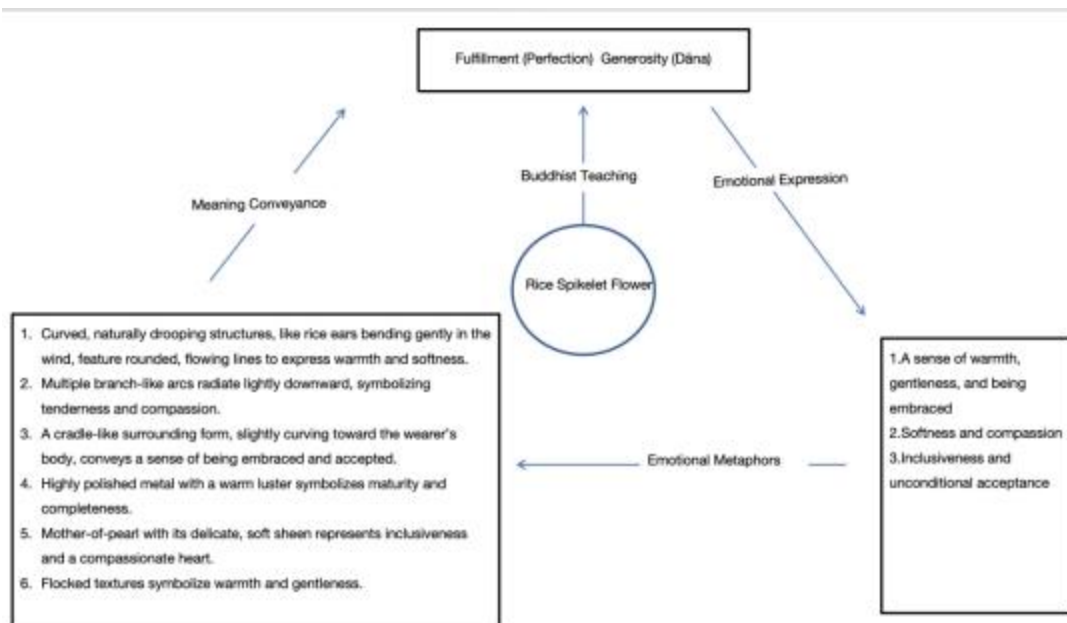 Fulfillment (Perfection) Generosity (Dāna)
Buddhist Teaching
Emotional Expression
Meaning Conveyance
Rice Spikelet Flower
1. Curved, naturally drooping structures, like rice ears bending gently in the
wind, feature rounded, flowing lines to express warmth and softness.
2. Multiple branch-like arcs radiate lightly downward, symbolizing
tenderness and compassion.
3. A cradle-like surrounding form, slightly curving toward the wearer's
body, conveys a sense of being embraced and accepted.
4. Highly polished metal with a warm luster symbolizes maturity and
completeness.
5. Mother-of-pearl with its delicate, soft sheen represents inclusiveness
and a compassionate heart.
6. Flocked textures symbolize warmth and gentleness.
Emotional Metaphors
1.A sense of warmth,
gentleness, and being
embraced
2.Softness and compassion
3.Inclusiveness and
unconditional acceptance